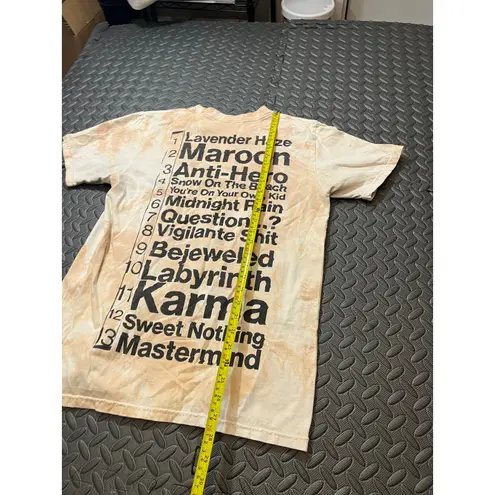 1 Lavender Haze
2 Maroon
3 Anti-Hero
4 Snow On The Beach
5 You're On Your Own, Kid
6 Midnight Rain
7 Question...?
8 Vigilante Shit
9 Bejeweled
10 Labyrinth
11 Karma
12 Sweet Nothing
13 Mastermind